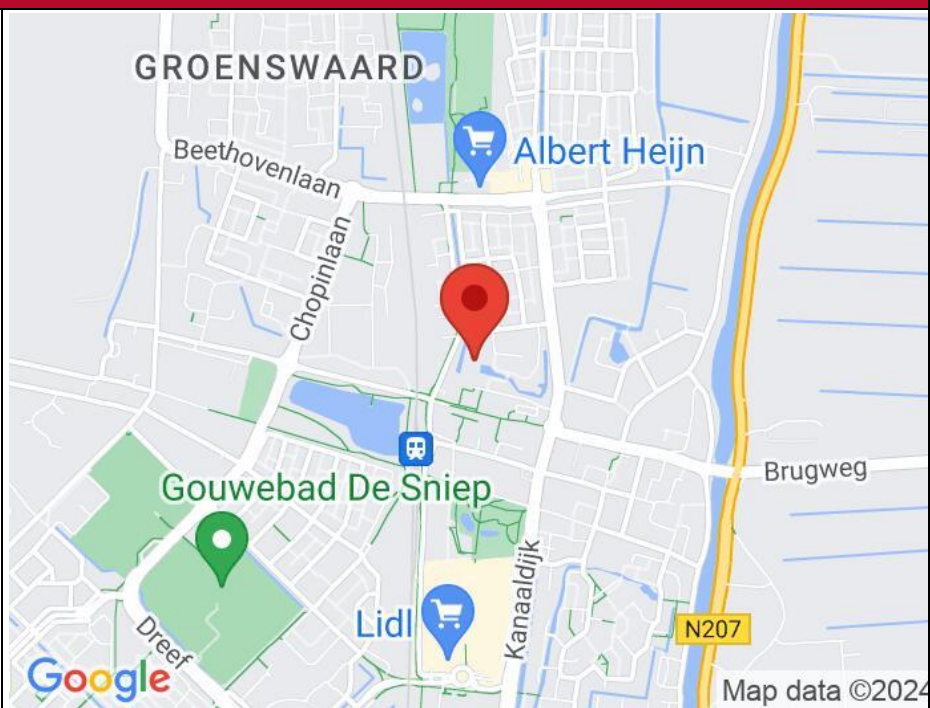 GROENSWAARD
Albert Heijn
Beethovenlaan
Chopinlaan
Brugweg
Gouwebad De Sniep
Kanaaldijk
Lidl
N207
Dreef
Google
Map data ©2024